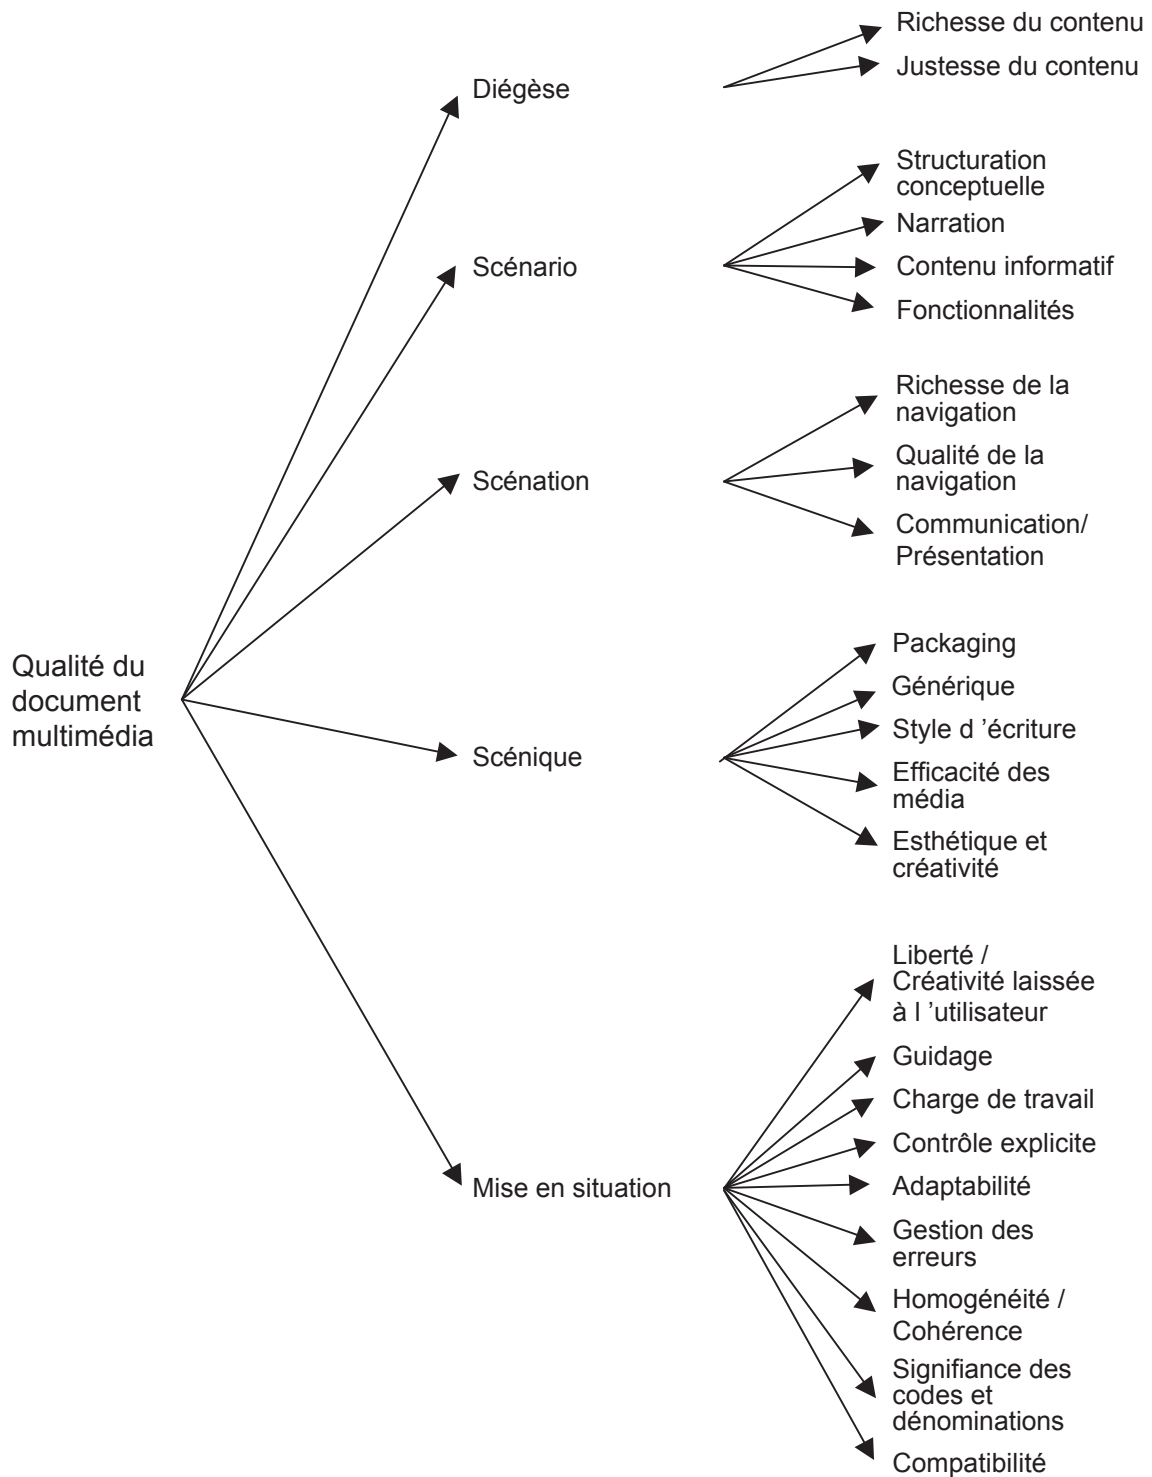 Qualité du
document
multimédia
Diégèse
Richesse du contenu
Justesse du contenu
Scénario
Structuration
conceptuelle
Narration
Contenu informatif
Fonctionnalités
Scénation
Richesse de la
navigation
Qualité de la
navigation
Communication/
Présentation
Scénique
Packaging
Générique
Style d ’écriture
Efficacité des
média
Esthétique et
créativité
Mise en situation
Liberté /
Créativité laissée
à l ’utilisateur
Guidage
Charge de travail
Contrôle explicite
Adaptabilité
Gestion des
erreurs
Homogénéité /
Cohérence
Signifiance des
codes et
dénominations
Compatibilité